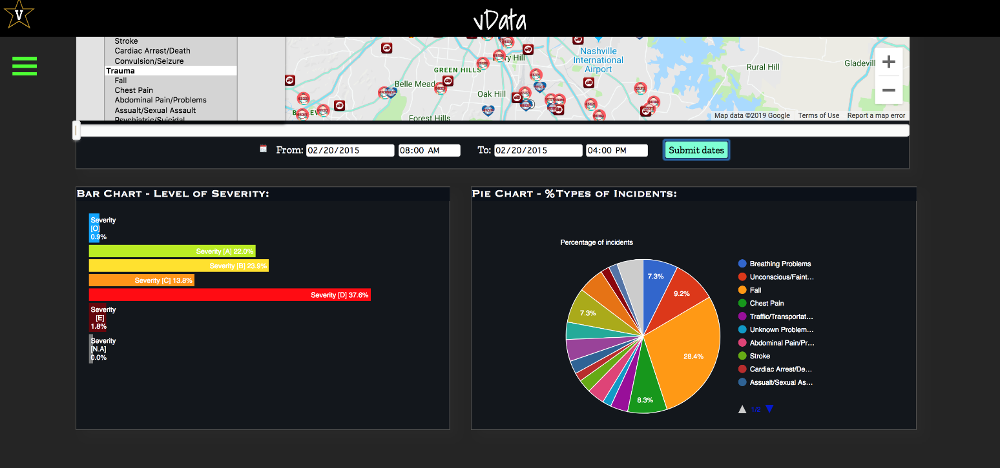 V
vData
Stroke
Cardiac Arrest/Death
Convulsion/Seizure
Trauma
Fall
Chest Pain
Abdominal Pain/Problems
Assualt/Sexual Assault
Psychiatric/Suicidal
Nashville
International
Airport
ry Hill
GREEN HILLS
Belle Mead
Oak Hill
Forest Hills
Rural Hill
Gladevill
+
−
Map data ©2019 Google Terms of Use Report a map error
From: 02/20/2015 08:00 AM To: 02/20/2015 04:00 PM Submit dates
Bar Chart - Level of Severity:
Severity
[O]
0.9%
Severity [A] 22.0%
Severity [B] 23.9%
Severity [C] 13.8%
Severity [D] 37.6%
Severity
[E]
1.8%
Severity
[N.A]
0.0%
Pie Chart - %Types of Incidents:
Percentage of incidents
7.3%
9.2%
28.4%
8.3%
7.3%
Breathing Problems
Unconscious/Faint...
Fall
Chest Pain
Traffic/Transportat...
Unknown Problem...
Abdominal Pain/Pr...
Stroke
Cardiac Arrest/De...
Assualt/Sexual As...
1/2